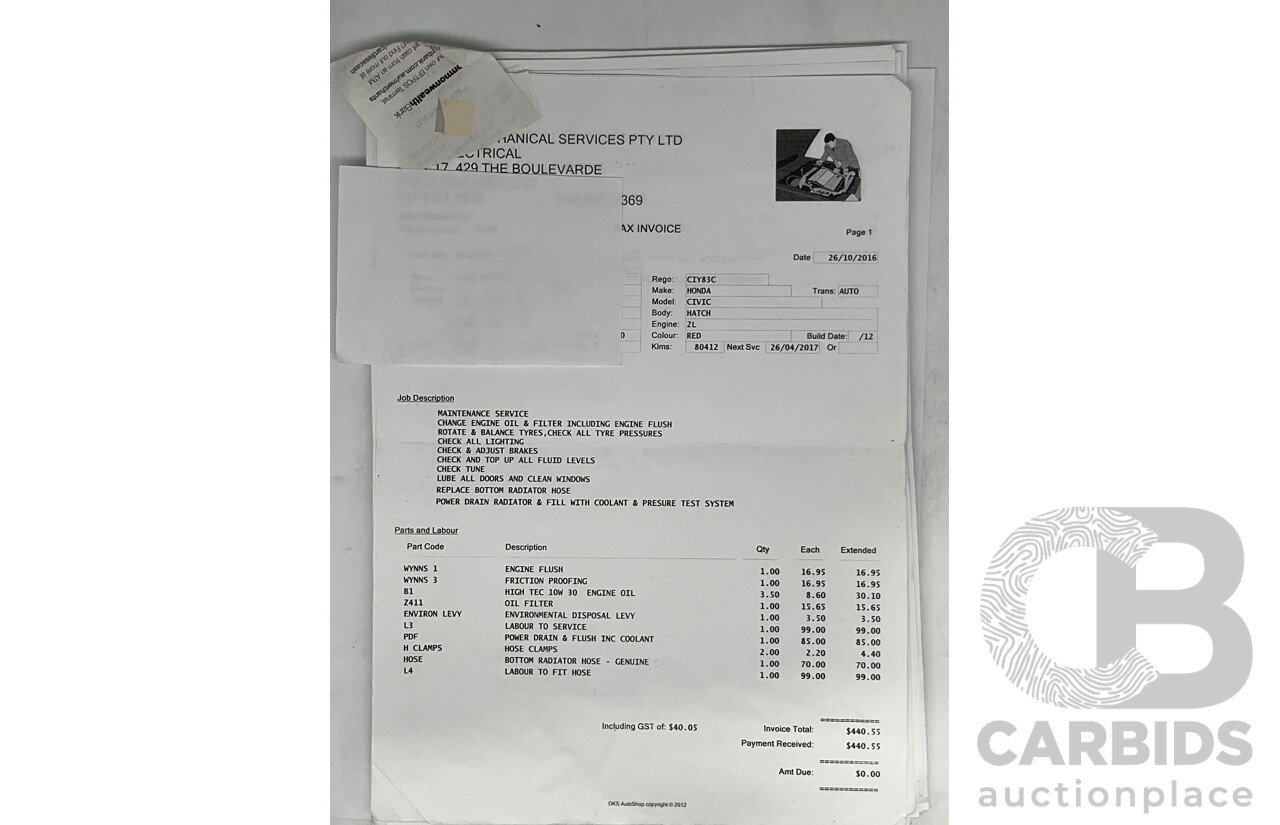 HANICAL SERVICES PTY LTD
CTRICAL
17, 429 THE BOULEVARDE
369
AX INVOICE
Page 1
Date 26/10/2016
Rego: CIY83C
Make: HONDA Trans: AUTO
Model: CIVIC
Body: HATCH
Engine: 2L
0 Colour: RED Build Date: /12
Klms: 80412 Next Svc 26/04/2017 Or
Job Description
MAINTENANCE SERVICE
CHANGE ENGINE OIL & FILTER INCLUDING ENGINE FLUSH
ROTATE & BALANCE TYRES,CHECK ALL TYRE PRESSURES
CHECK ALL LIGHTING
CHECK & ADJUST BRAKES
CHECK AND TOP UP ALL FLUID LEVELS
CHECK TUNE
LUBE ALL DOORS AND CLEAN WINDOWS
REPLACE BOTTOM RADIATOR HOSE
POWER DRAIN RADIATOR & FILL WITH COOLANT & PRESURE TEST SYSTEM
Parts and Labour
Part Code Description Qty Each Extended
WYNNS 1 ENGINE FLUSH 1.00 16.95 16.95
WYNNS 3 FRICTION PROOFING 1.00 16.95 16.95
B1 HIGH TEC 10W 30 ENGINE OIL 3.50 8.60 30.10
Z411 OIL FILTER 1.00 15.65 15.65
ENVIRON LEVY ENVIRONMENTAL DISPOSAL LEVY 1.00 3.50 3.50
L3 LABOUR TO SERVICE 1.00 99.00 99.00
PDF POWER DRAIN & FLUSH INC COOLANT 1.00 85.00 85.00
H CLAMPS HOSE CLAMPS 2.00 2.20 4.40
HOSE BOTTOM RADIATOR HOSE - GENUINE 1.00 70.00 70.00
L4 LABOUR TO FIT HOSE 1.00 99.00 99.00
Including GST of: $40.05 Invoice Total: $440.55
Payment Received: $440.55
Amt Due: $0.00
DKS AutoShop copyright © 2012
CARBIDS
auctionplace